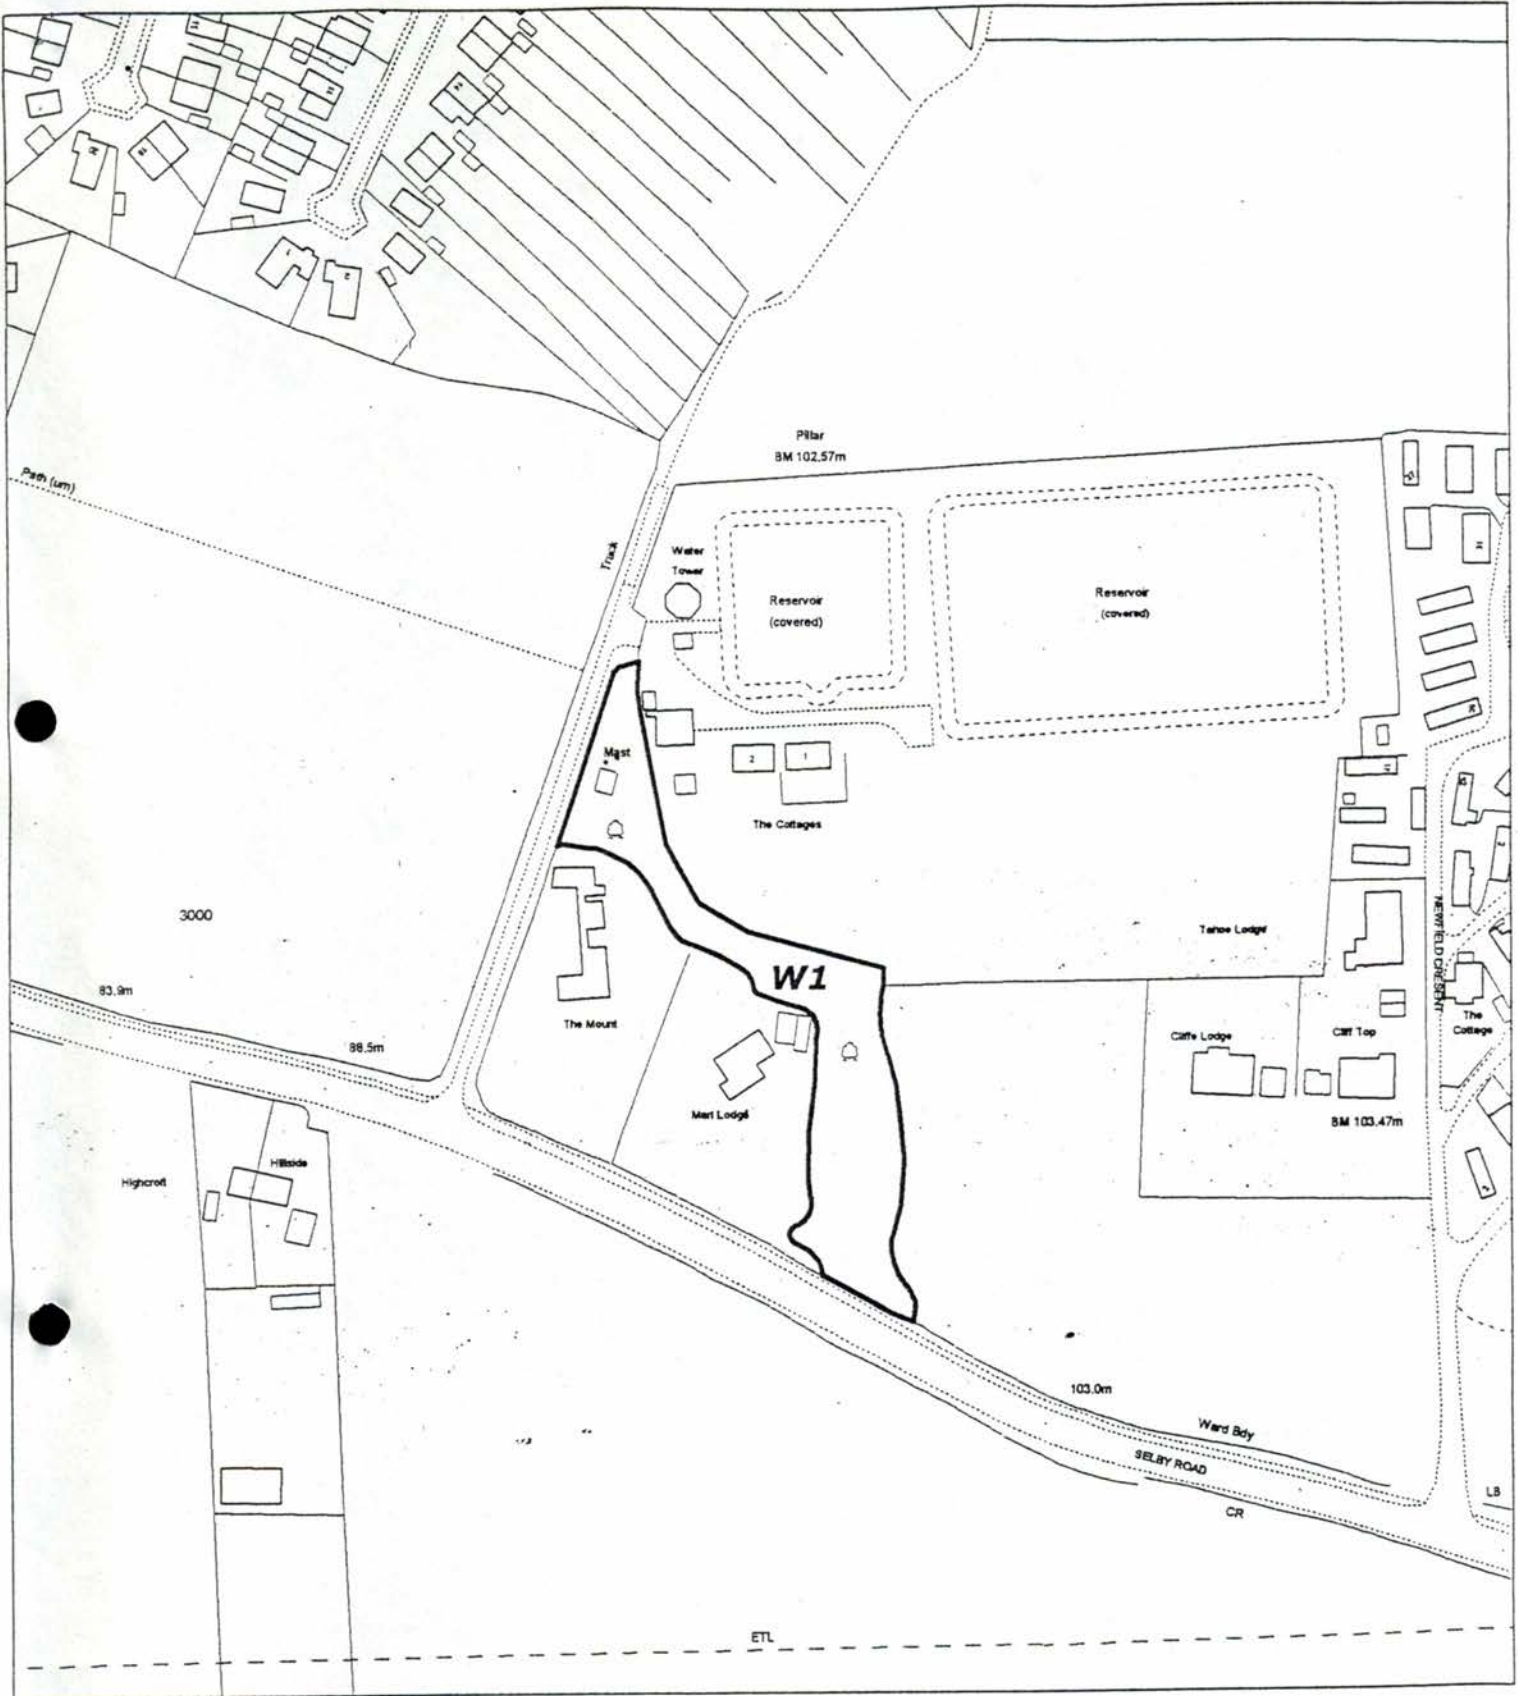 Pillar
BM 102.57m
Path (um)
Track
Water
Tower
Reservoir
(covered)
Reservoir
(covered)
Mast
2
1
The Cottages
3000
Tahoe Lodge
NEWFIELD CRESENT
W1
83.9m
The Mount
The
Cottage
Cliffe Lodge
Cliff Top
88.5m
Marl Lodge
BM 103.47m
Hillside
Highcroft
103.0m
Ward Bdy
SELBY ROAD
CR
LB
ETL